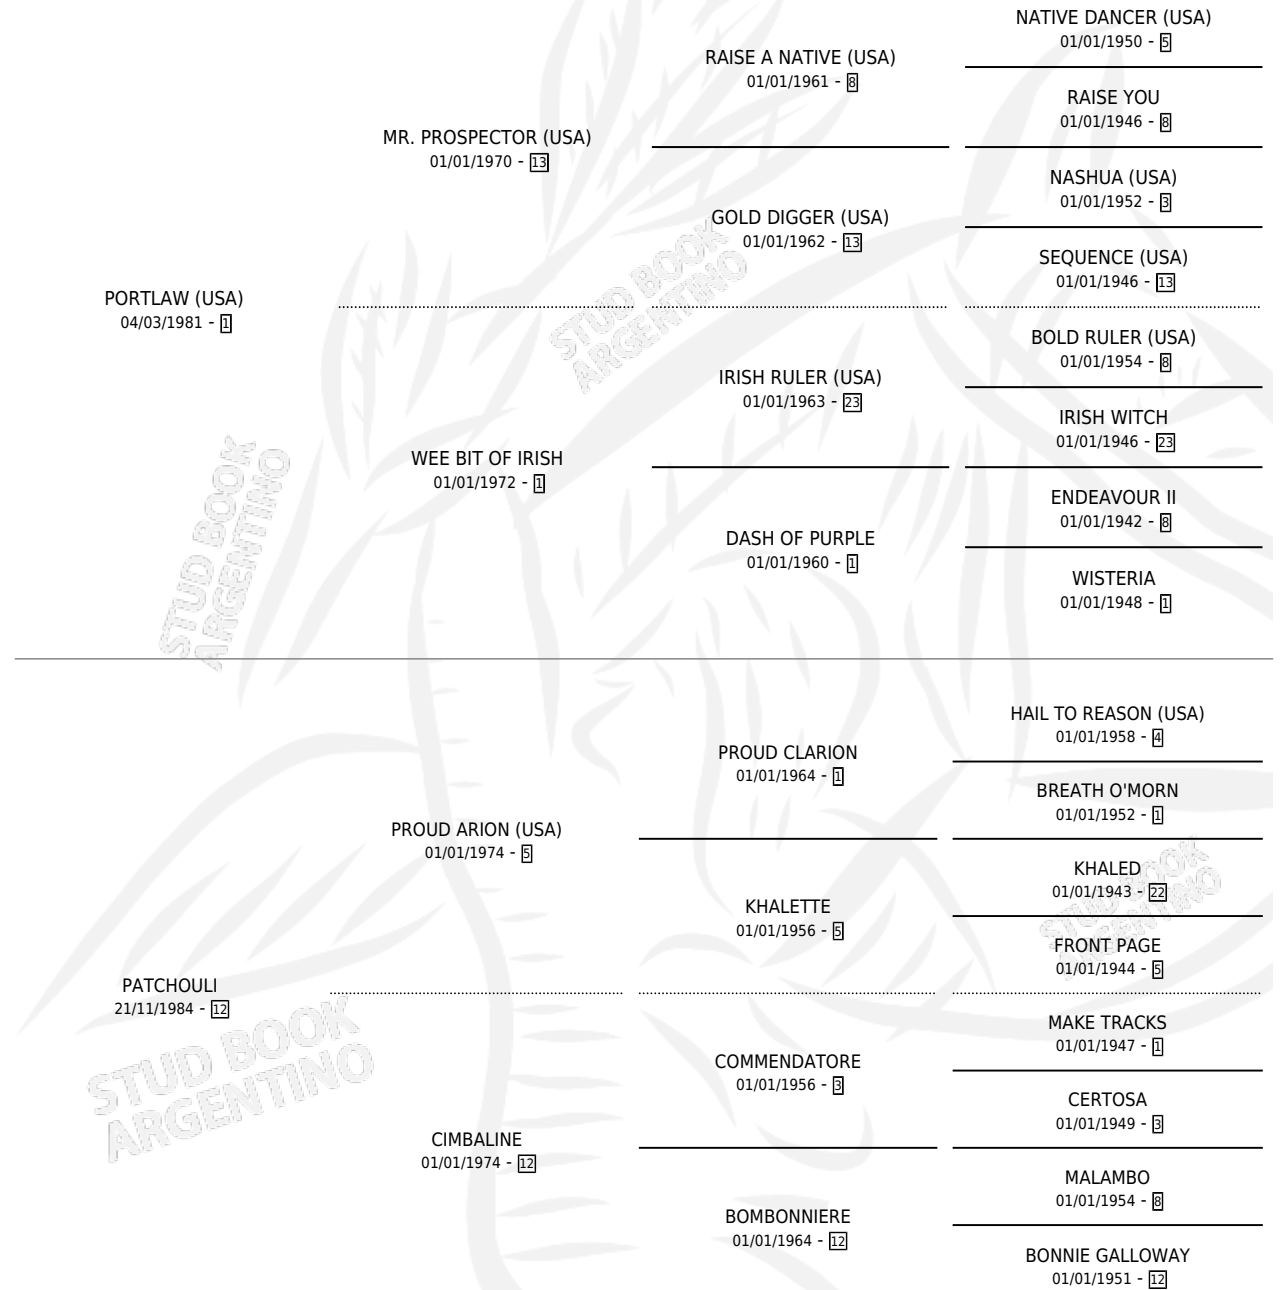 NATIVE DANCER (USA)
01/01/1950 - 5
RAISE A NATIVE (USA)
01/01/1961 - 8
RAISE YOU
01/01/1946 - 8
MR. PROSPECTOR (USA)
01/01/1970 - 13
NASHUA (USA)
01/01/1952 - 3
GOLD DIGGER (USA)
01/01/1962 - 13
SEQUENCE (USA)
01/01/1946 - 13
PORTLAW (USA)
04/03/1981 - 1
BOLD RULER (USA)
01/01/1954 - 8
IRISH RULER (USA)
01/01/1963 - 23
IRISH WITCH
01/01/1946 - 23
WEE BIT OF IRISH
01/01/1972 - 1
ENDEAVOUR II
01/01/1942 - 8
DASH OF PURPLE
01/01/1960 - 1
WISTERIA
01/01/1948 - 1
HAIL TO REASON (USA)
01/01/1958 - 4
PROUD CLARION
01/01/1964 - 1
BREATH O'MORN
01/01/1952 - 1
PROUD ARION (USA)
01/01/1974 - 5
KHALED
01/01/1943 - 22
KHALETTE
01/01/1956 - 5
FRONT PAGE
01/01/1944 - 5
PATCHOULI
21/11/1984 - 12
MAKE TRACKS
01/01/1947 - 1
COMMENDATORE
01/01/1956 - 3
CERTOSA
01/01/1949 - 3
CIMBALINE
01/01/1974 - 12
MALAMBO
01/01/1954 - 8
BOMBONNIERE
01/01/1964 - 12
BONNIE GALLOWAY
01/01/1951 - 12
STUD BOOK
ARGENTINO
STUD BOOK
ARGENTINO
STUD BOOK
ARGENTINO
STUD BOOK
ARGENTINO